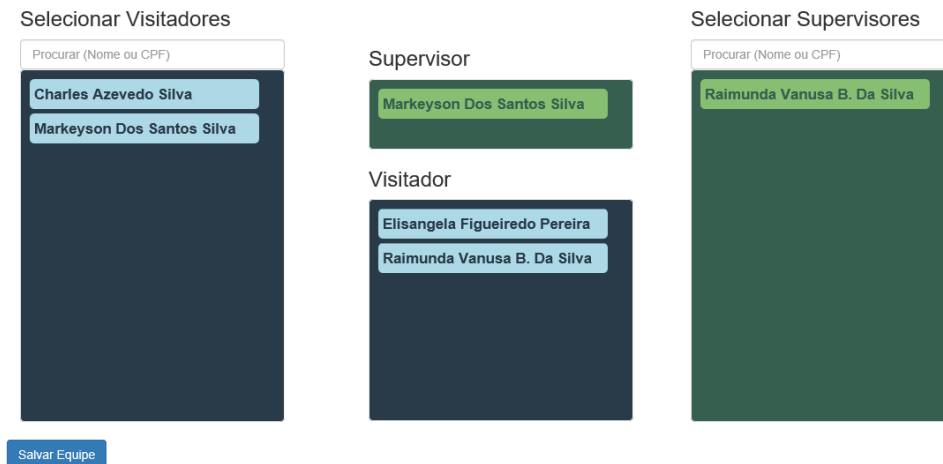 Selecionar Visitadores
Procurar (Nome ou CPF)
Charles Azevedo Silva
Markeyson Dos Santos Silva
Supervisor
Markeyson Dos Santos Silva
Visitador
Elisangela Figueiredo Pereira
Raimunda Vanusa B. Da Silva
Selecionar Supervisores
Procurar (Nome ou CPF)
Raimunda Vanusa B. Da Silva
Salvar Equipe